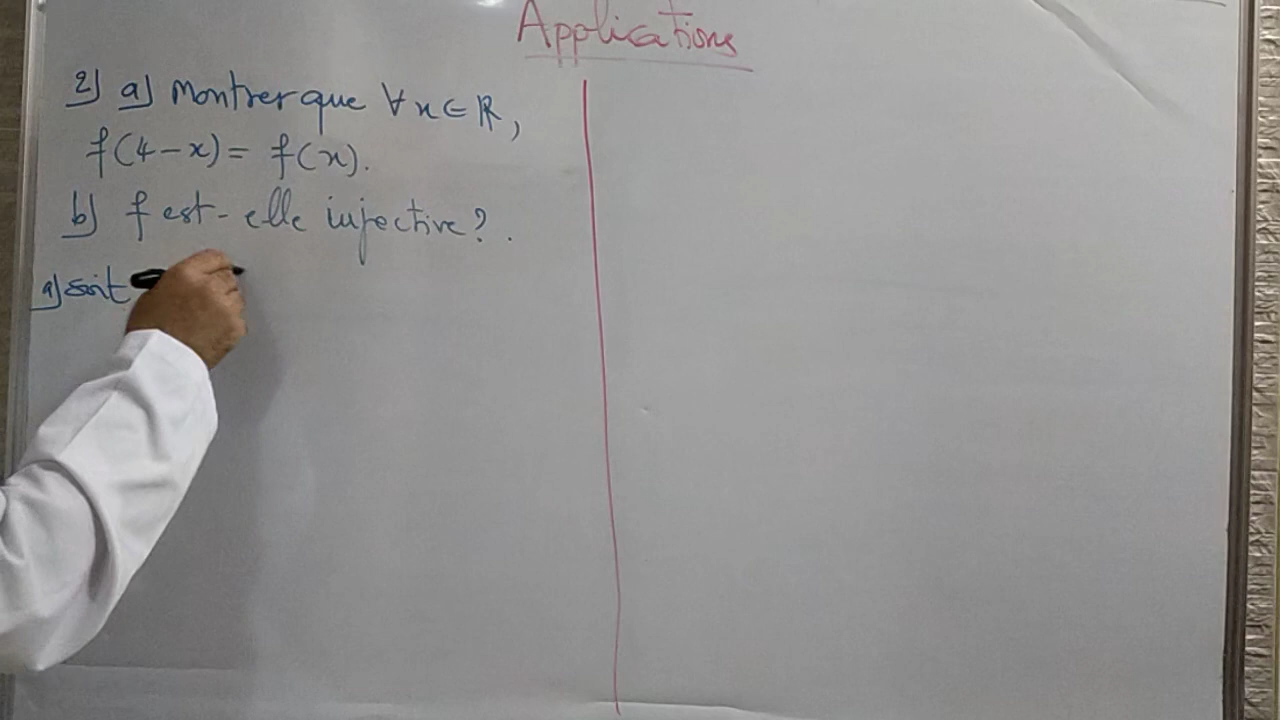 Applications
2) a) Montrer que ∀x∈ℝ,
f(4-x)= f(x).
b) f est-elle injective?.
a) soit